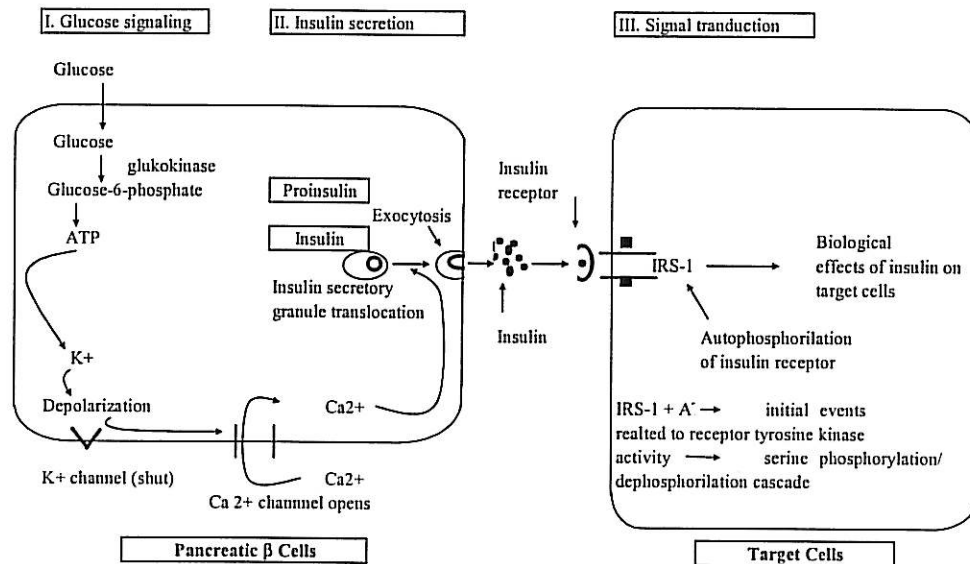 I. Glucose signaling
II. Insulin secretion
III. Signal tranduction
Glucose
Glucose
glukokinase
Glucose-6-phosphate
ATP
K+
Depolarization
K+ channel (shut)
Proinsulin
Insulin
Exocytosis
Insulin secretory
granule translocation
Ca2+
Ca2+
Ca 2+ channnel opens
Insulin
Insulin
receptor
IRS-1
Biological
effects of insulin on
target cells
Autophosphorilation
of insulin receptor
IRS-1 + A- → initial events
realted to receptor tyrosine kinase
activity → serine phosphorylation/
dephosphorilation cascade
Pancreatic β Cells
Target Cells